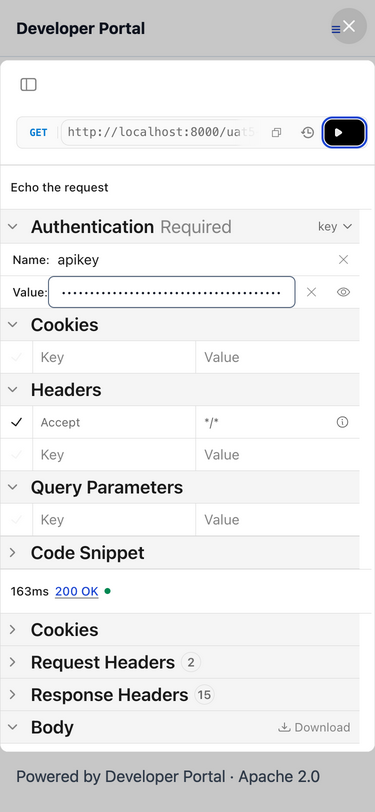 Developer Portal
GET http://localhost:8000/uat5
Echo the request
Authentication Required key
Name: apikey
Value: ••••••••••••••••••••••••••••••••••••
Cookies
Key Value
Headers
Accept */*
Key Value
Query Parameters
Key Value
Code Snippet
163ms 200 OK
Cookies
Request Headers 2
Response Headers 15
Body Download
Powered by Developer Portal · Apache 2.0